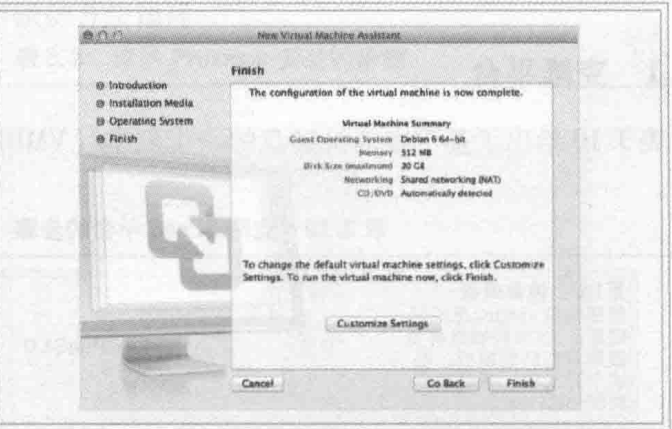 New Virtual Machine Assistant
Finish
Introduction
Installation Media
Operating System
Finish
The configuration of the virtual machine is now complete.
Virtual Machine Summary
Guest Operating System Debian 6 64-bit
Memory 512 MB
Disk Size (maximum) 20 GB
Networking Shared networking (NAT)
CD/DVD Automatically detected
To change the default virtual machine settings, click Customize
Settings. To run the virtual machine now, click Finish.
Customize Settings
Cancel
Go Back
Finish